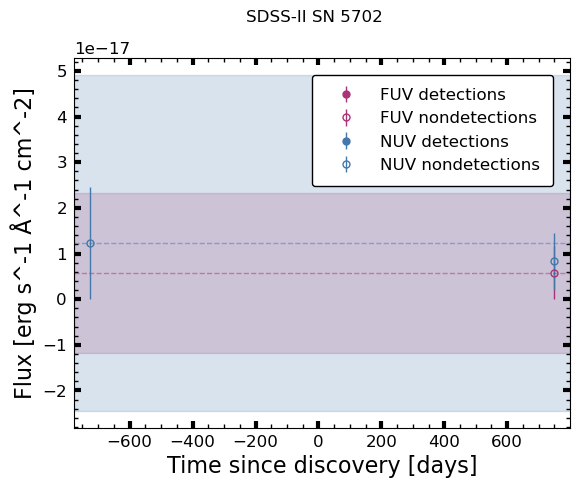 SDSS-II SN 5702
1e−17
FUV detections
FUV nondetections
NUV detections
NUV nondetections
5
4
3
2
1
0
−1
−2
Flux [erg s^-1 Å^-1 cm^-2]
−600 −400 −200 0 200 400 600
Time since discovery [days]